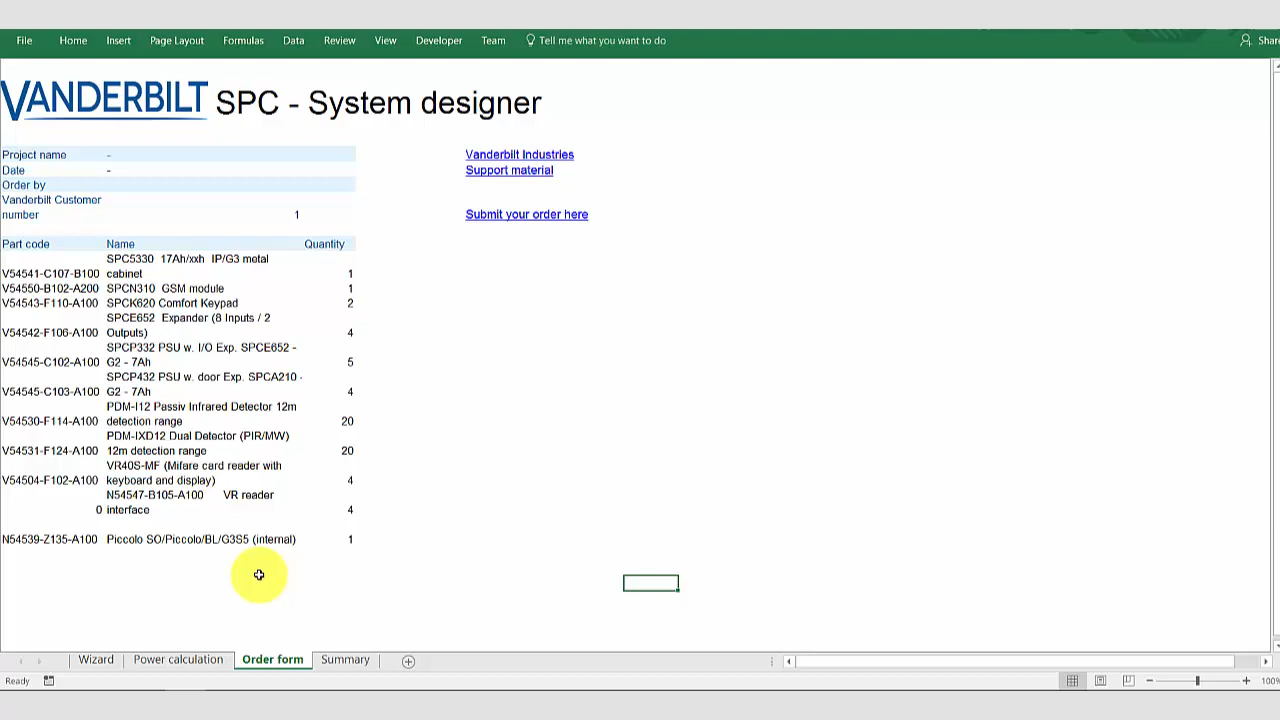 File Home Insert Page Layout Formulas Data Review View Developer Team Tell me what you want to do Share
VANDERBILT SPC - System designer
Project name -
Vanderbilt Industries
Date -
Support material
Order by
Vanderbilt Customer
number 1
Submit your order here
Part code Name Quantity
SPC5330 17Ah/xxh IP/G3 metal
V54541-C107-B100 cabinet 1
V54550-B102-A200 SPCN310 GSM module 1
V54543-F110-A100 SPCK620 Comfort Keypad 2
SPCE652 Expander (8 Inputs / 2
V54542-F106-A100 Outputs) 4
SPCP332 PSU w. I/O Exp. SPCE652 -
V54545-C102-A100 G2 - 7Ah 5
SPCP432 PSU w. door Exp. SPCA210 -
V54545-C103-A100 G2 - 7Ah 4
PDM-I12 Passiv Infrared Detector 12m
V54530-F114-A100 detection range 20
PDM-IXD12 Dual Detector (PIR/MW)
V54531-F124-A100 12m detection range 20
VR40S-MF (Mifare card reader with
V54504-F102-A100 keyboard and display) 4
N54547-B105-A100 VR reader
0 interface 4
N54539-Z135-A100 Piccolo SO/Piccolo/BL/G3S5 (internal) 1
Wizard Power calculation Order form Summary
Ready 100%